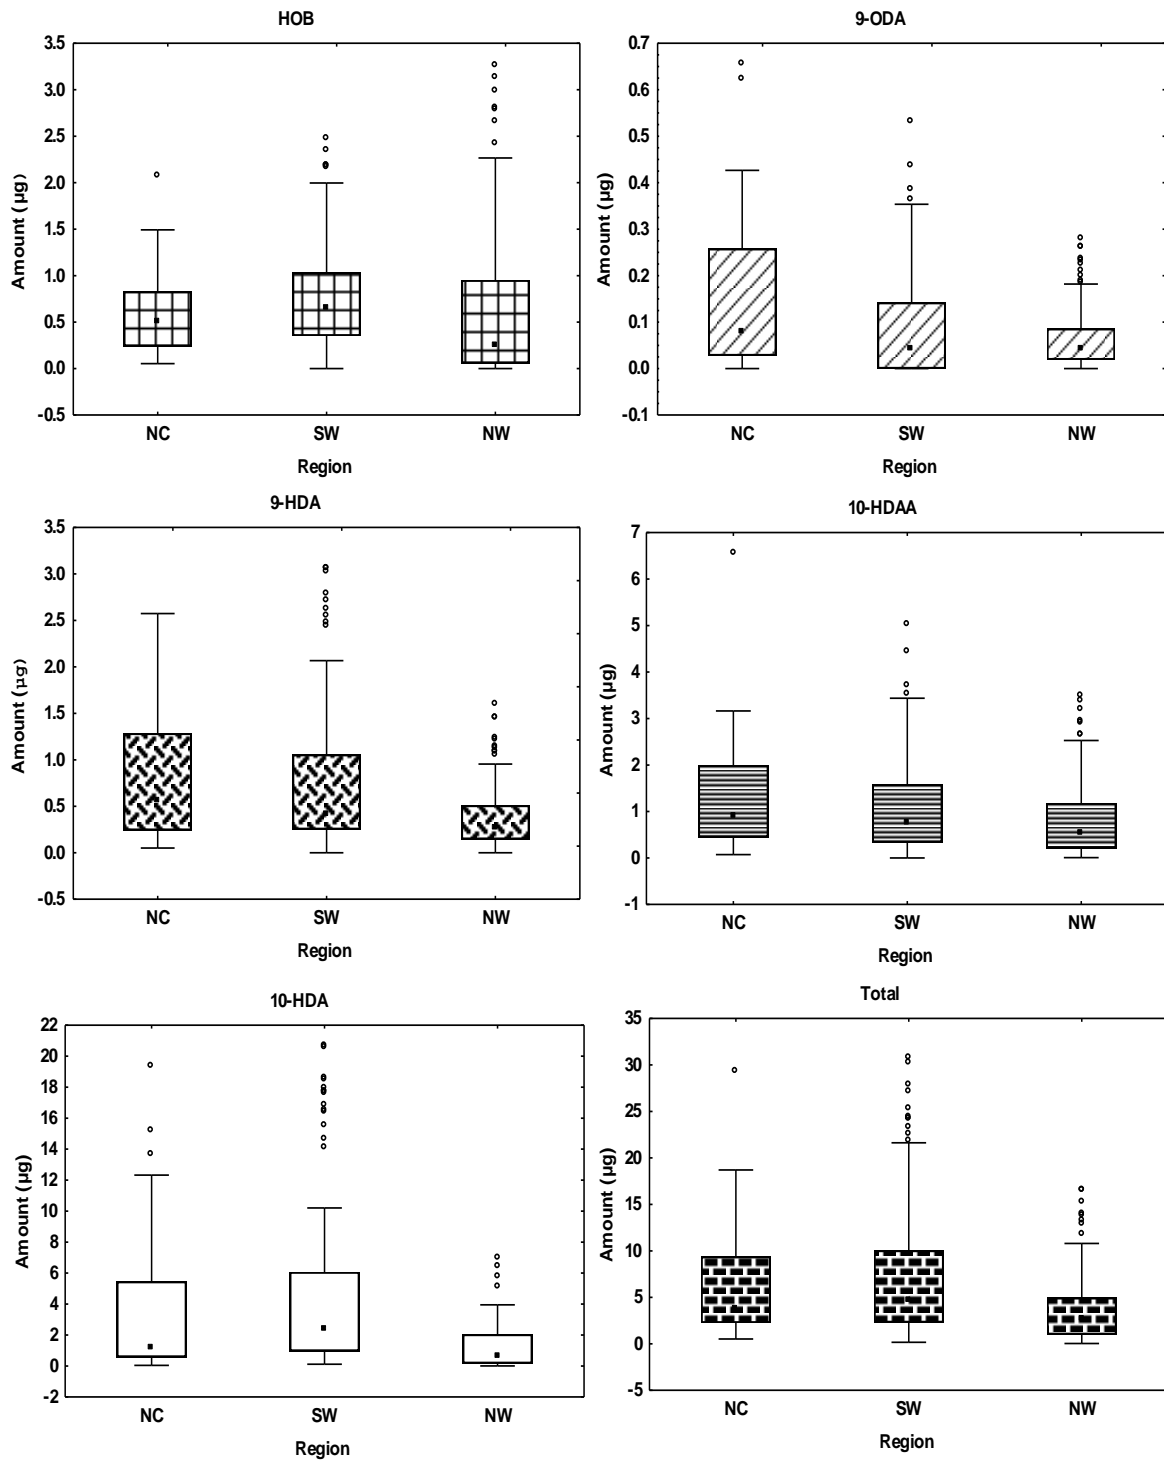 HOB
3.5
3.0
2.5
2.0
1.5
1.0
0.5
0.0
-0.5
Amount (µg)
NC SW NW
Region
9-ODA
0.7
0.6
0.5
0.4
0.3
0.2
0.1
0.0
-0.1
Amount (µg)
NC SW NW
Region
9-HDA
3.5
3.0
2.5
2.0
1.5
1.0
0.5
0.0
-0.5
Amount (µg)
NC SW NW
Region
10-HDAA
7
6
5
4
3
2
1
0
-1
Amount (µg)
NC SW NW
Region
10-HDA
22
20
18
16
14
12
10
8
6
4
2
0
-2
Amount (µg)
NC SW NW
Region
Total
35
30
25
20
15
10
5
0
-5
Amount (µg)
NC SW NW
Region